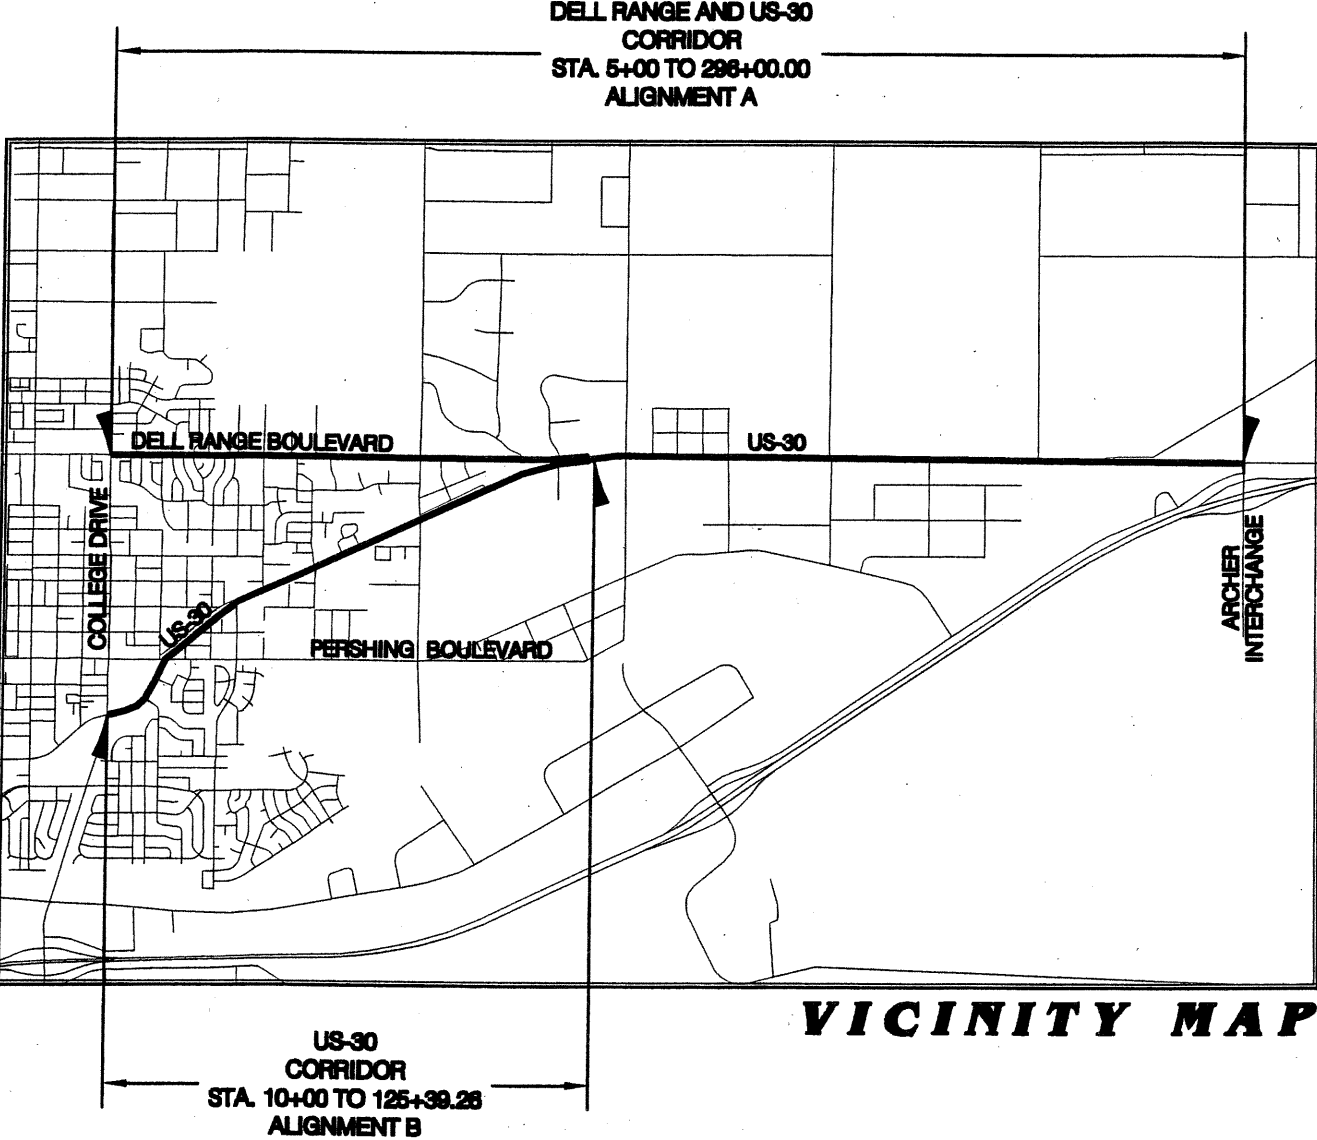 DELL RANGE AND US-30
CORRIDOR
STA. 5+00 TO 296+00.00
ALIGNMENT A
DELL RANGE BOULEVARD
US-30
COLLEGE DRIVE
US-30
PERSHING BOULEVARD
ARCHER
INTERCHANGE
VICINITY MAP
US-30
CORRIDOR
STA. 10+00 TO 125+39.26
ALIGNMENT B